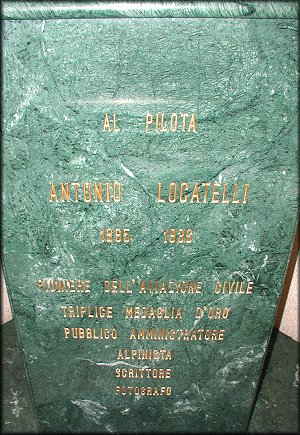 AL PILOTA
ANTONIO LOCATELLI
1895 1936
PIONIERE DELL'AVIAZIONE CIVILE
TRIPLICE MEDAGLIA D'ORO
PUBBLICO AMMINISTRATORE
ALPINISTA
SCRITTORE
FOTOGRAFO